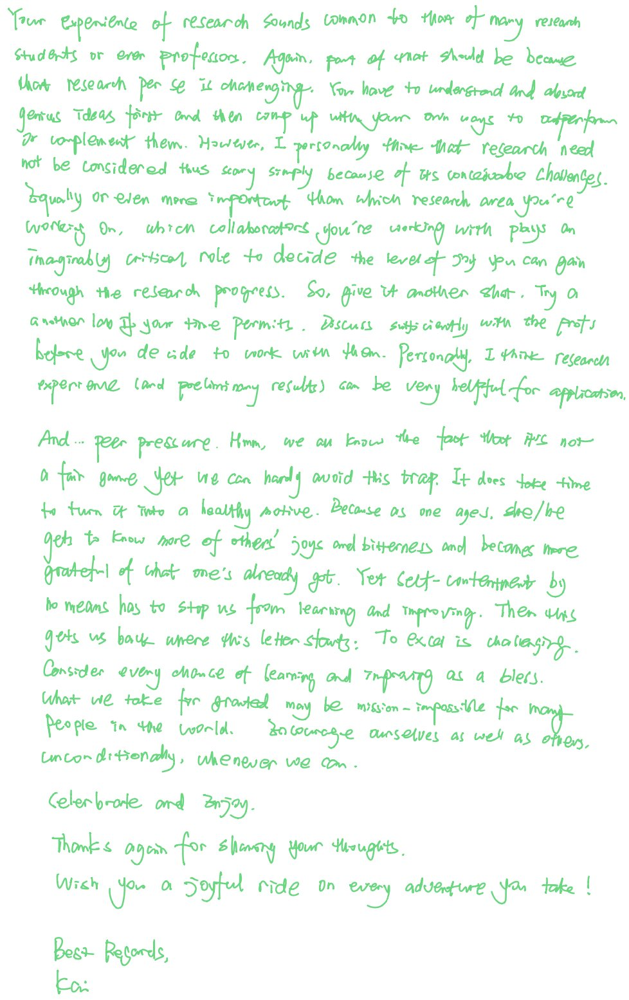 Your experience of research sounds common to that of many research
students or even professors. Again, part of that should be because
that research per se is challenging. You have to understand and absord
genius ideas first and then comp up with your own ways to outperform
or complement them. However, I personally think that research need
not be considered thus scary simply because of its conceivable challenges.
Equally or even more important than which research area you're
working on, which collaborators you're working with plays an
imaginably critical role to decide the level of joy you can gain
through the research progress. So, give it another shot. Try a
another lab if your time permits. Discuss sufficiently with the profs
before you decide to work with them. Personally, I think research
experience (and preliminary results) can be very helpful for application.
And... peer pressure. Hmm, we all know the fact that it's not
a fair game yet we can hardly avoid this trap. It does take time
to turn it into a healthy motive. Because as one ages, she/he
gets to know more of others' joys and bitterness and becomes more
grateful of what one's already got. Yet self-contentment by
no means has to stop us from learning and improving. Then this
gets us back where this letter starts: To excel is challenging.
Consider every chance of learning and improving as a bless.
What we take for granted may be mission-impossible for many
people in the world. Encourage ourselves as well as others,
unconditionally, whenever we can.
Celerbrate and Enjoy.
Thanks again for sharing your thoughts.
Wish you a joyful ride on every adventure you take!
Best Regards,
Kai